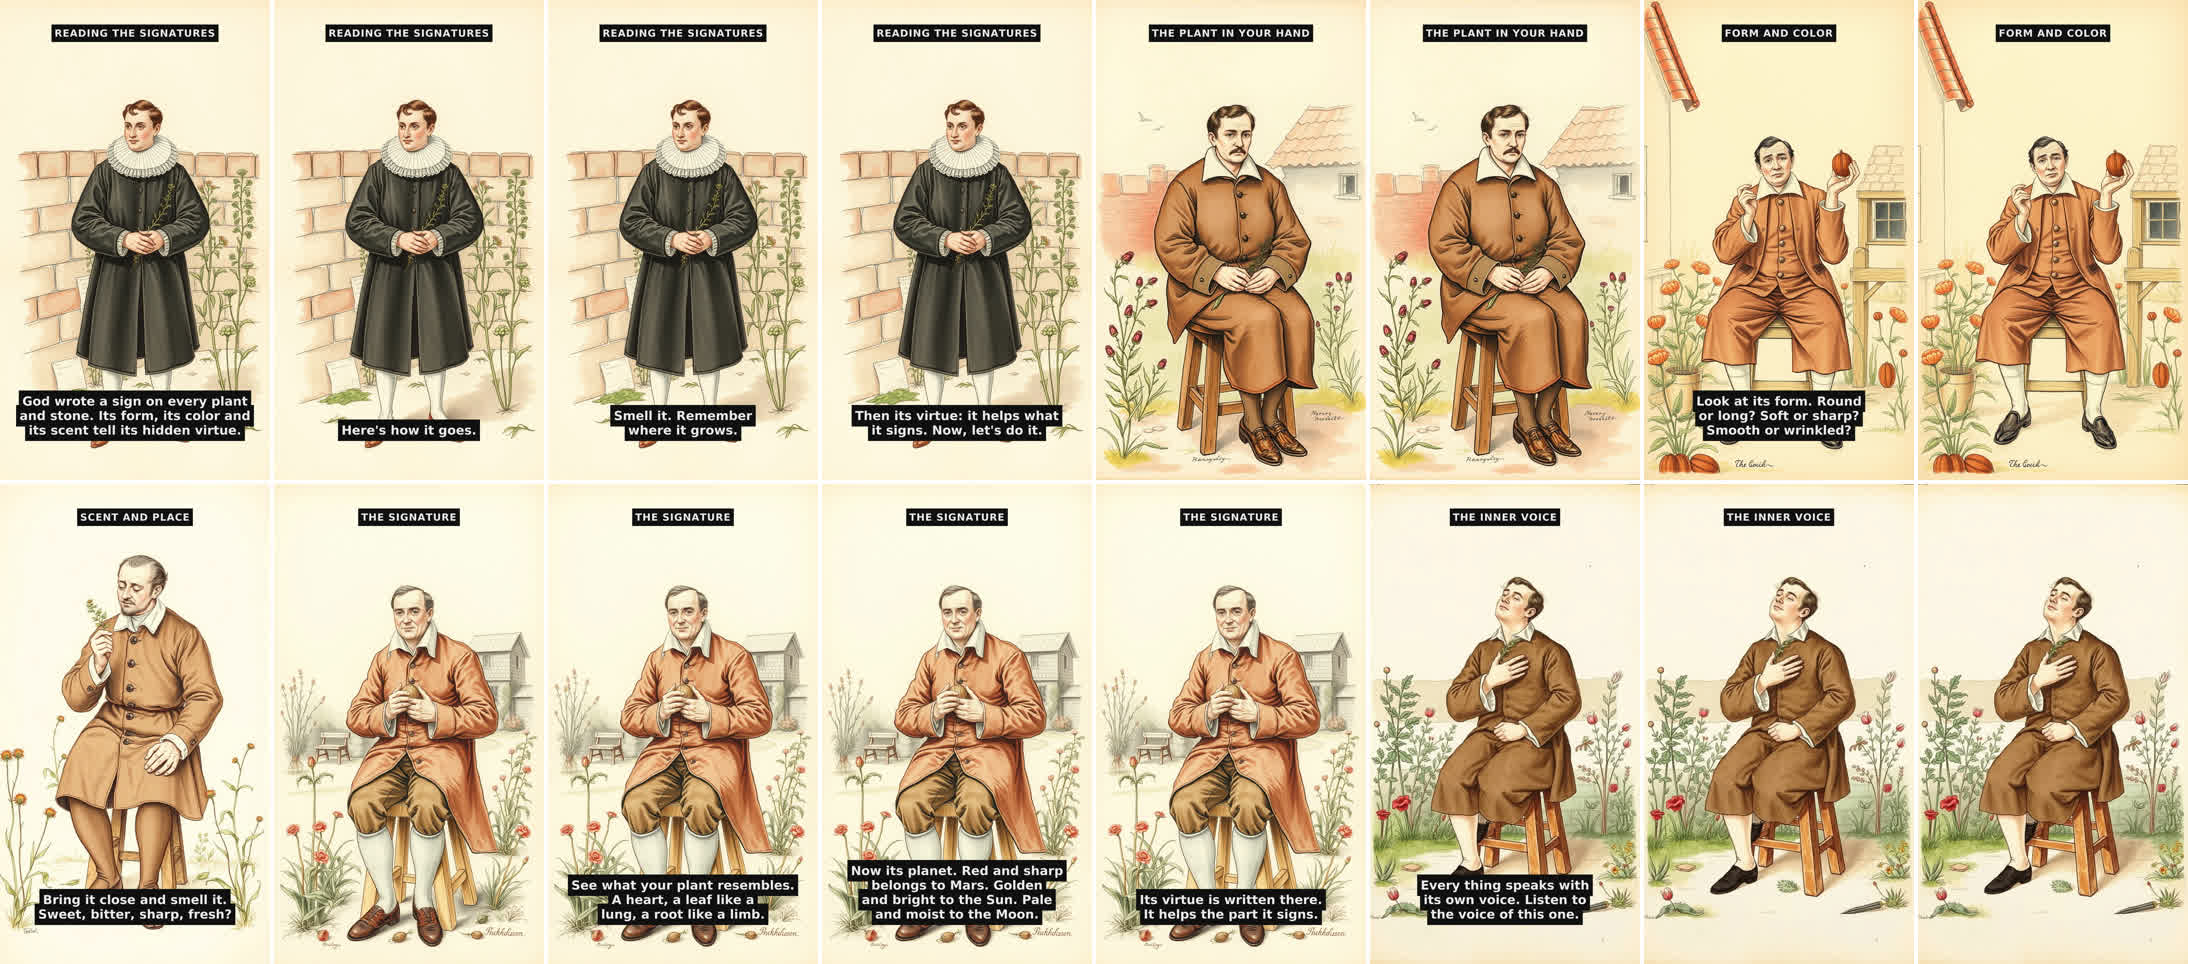 READING THE SIGNATURES
God wrote a sign on every plant
and stone. Its form, its color and
its scent tell its hidden virtue.
READING THE SIGNATURES
Here's how it goes.
READING THE SIGNATURES
Smell it. Remember
where it grows.
READING THE SIGNATURES
Then its virtue: it helps what
it signs. Now, let's do it.
THE PLANT IN YOUR HAND
THE PLANT IN YOUR HAND
FORM AND COLOR
Look at its form. Round
or long? Soft or sharp?
Smooth or wrinkled?
FORM AND COLOR
SCENT AND PLACE
Bring it close and smell it.
Sweet, bitter, sharp, fresh?
THE SIGNATURE
THE SIGNATURE
See what your plant resembles.
A heart, a leaf like a
lung, a root like a limb.
THE SIGNATURE
Now its planet. Red and sharp
belongs to Mars. Golden
and bright to the Sun. Pale
and moist to the Moon.
THE SIGNATURE
Its virtue is written there.
It helps the part it signs.
THE INNER VOICE
Every thing speaks with
its own voice. Listen to
the voice of this one.
THE INNER VOICE